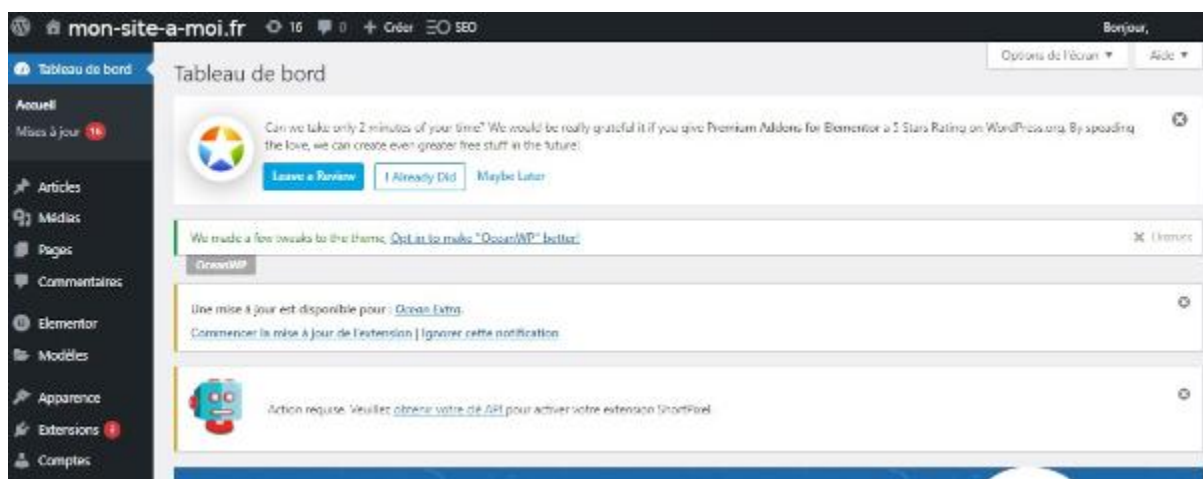 mon-site-a-moi.fr 16 0 + Créer SEO Bonjour,
Options de l'écran Aide
Tableau de bord
Tableau de bord
Accueil
Mises à jour 16
Articles
Médias
Pages
Commentaires
Elementor
Modèles
Apparence
Extensions
Comptes
Can we take only 2 minutes of your time? We would be really grateful it if you give Premium Addons for Elementor a 5 Stars Rating on WordPress.org. By speading
the love, we can create even greater free stuff in the future!
Leave a Review I Already Did Maybe Later
We made a few tweaks to the theme, Opt in to make "OceanWP" better!
OceanWP
Une mise à jour est disponible pour : Ocean Extra.
Commencer la mise à jour de l'extension | Ignorer cette notification
Action requise. Veuillez obtenir votre clé API pour activer votre extension ShortPixel